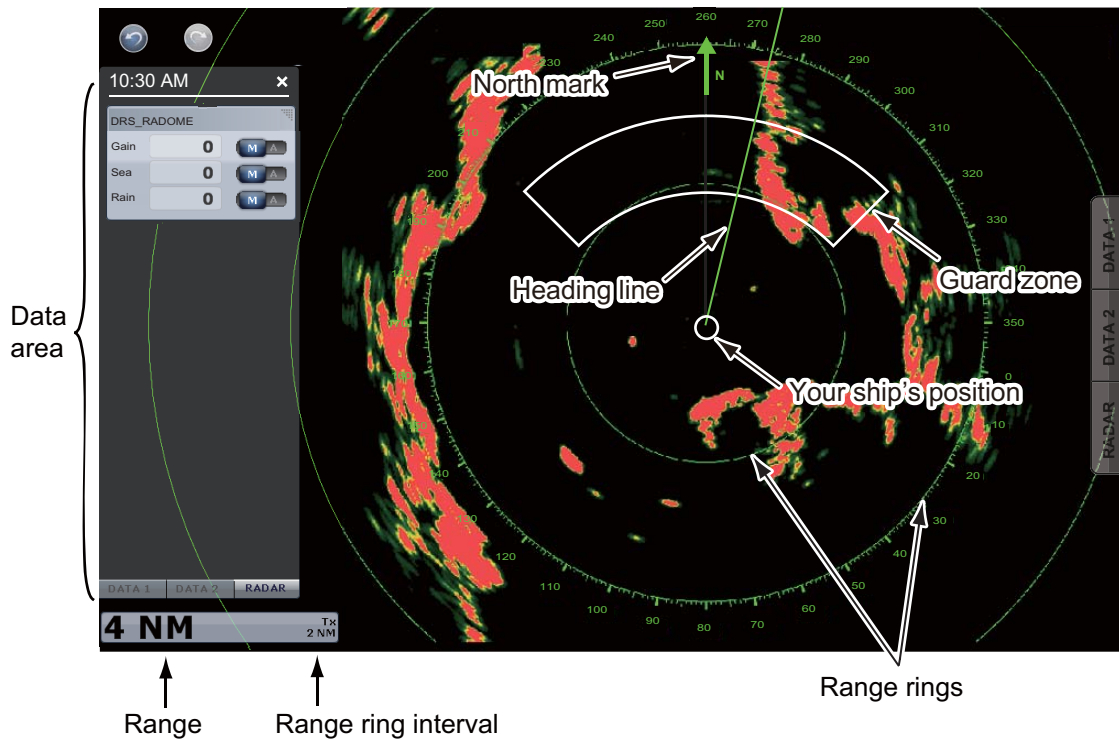 250
260
270
240
280
230
290
10:30 AM ×
North mark
N
300
DRS_RADOME
Gain 0 M A
310
210
Sea 0 M A
320
200
Rain 0 M A
190
330
DATA 1
Heading line
Guard zone
Data
area
350
DATA 2
0
Your ship's position
RADAR
20
30
120
40
110
50
100
60
90
80
70
DATA 1 DATA 2 RADAR
4 NM
Tx
2 NM
Range rings
Range
Range ring interval